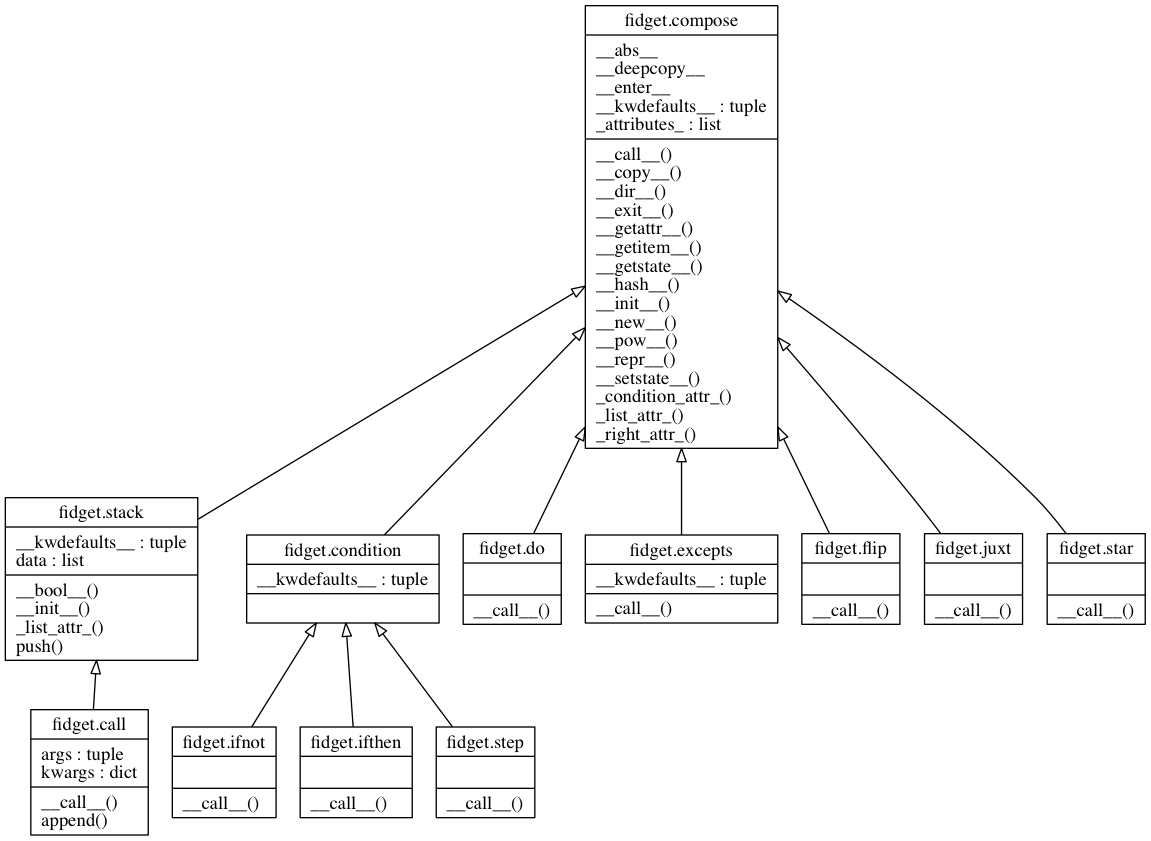 fidget.compose
__abs__
__deepcopy__
__enter__
__kwdefaults__ : tuple
_attributes_ : list
__call__()
__copy__()
__dir__()
__exit__()
__getattr__()
__getitem__()
__getstate__()
__hash__()
__init__()
__new__()
__pow__()
__repr__()
__setstate__()
_condition_attr_()
_list_attr_()
_right_attr_()
fidget.stack
__kwdefaults__ : tuple
data : list
__bool__()
__init__()
_list_attr_()
push()
fidget.condition
__kwdefaults__ : tuple
fidget.do
__call__()
fidget.excepts
__kwdefaults__ : tuple
__call__()
fidget.flip
__call__()
fidget.juxt
__call__()
fidget.star
__call__()
fidget.call
args : tuple
kwargs : dict
__call__()
append()
fidget.ifnot
__call__()
fidget.ifthen
__call__()
fidget.step
__call__()